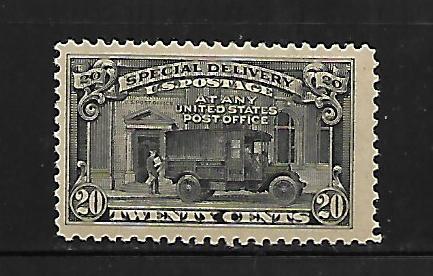 20 SPECIAL DELIVERY 20
U.S. POSTAGE
AT ANY
UNITED STATES
POST OFFICE
20 TWENTY CENTS 20